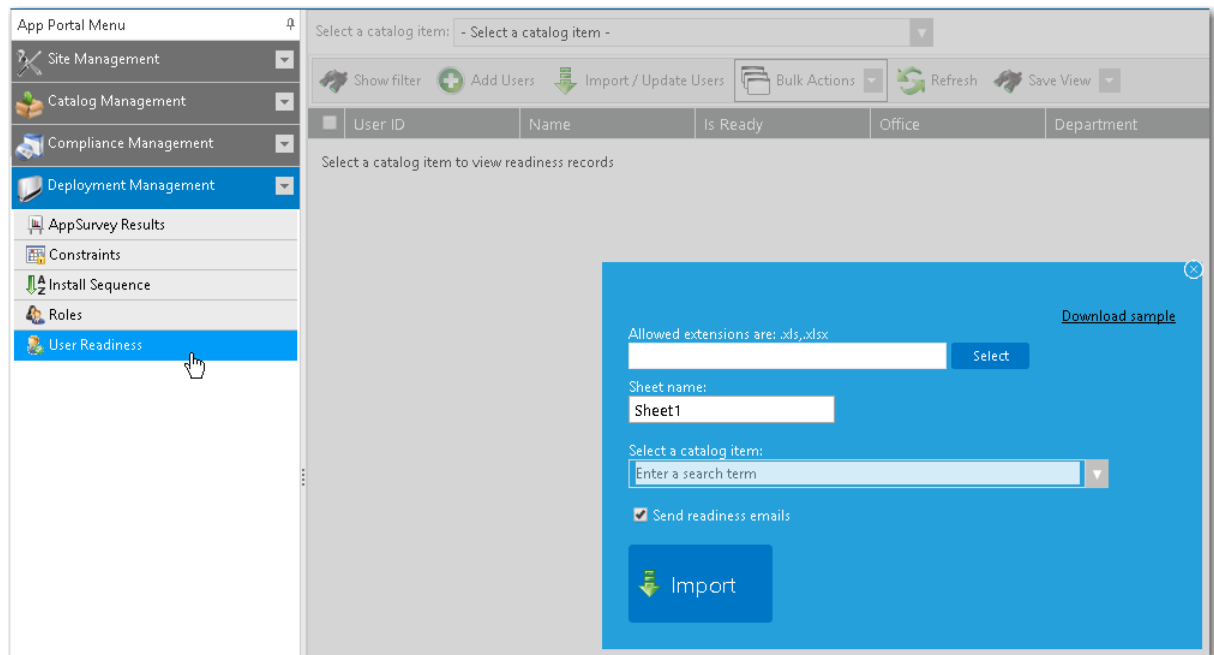 App Portal Menu
Site Management
Catalog Management
Compliance Management
Deployment Management
AppSurvey Results
Constraints
Install Sequence
Roles
User Readiness
Select a catalog item: - Select a catalog item -
Show filter Add Users Import / Update Users Bulk Actions Refresh Save View
User ID Name Is Ready Office Department
Select a catalog item to view readiness records
Download sample
Allowed extensions are: .xls,.xlsx
Select
Sheet name:
Sheet1
Select a catalog item:
Enter a search term
Send readiness emails
Import